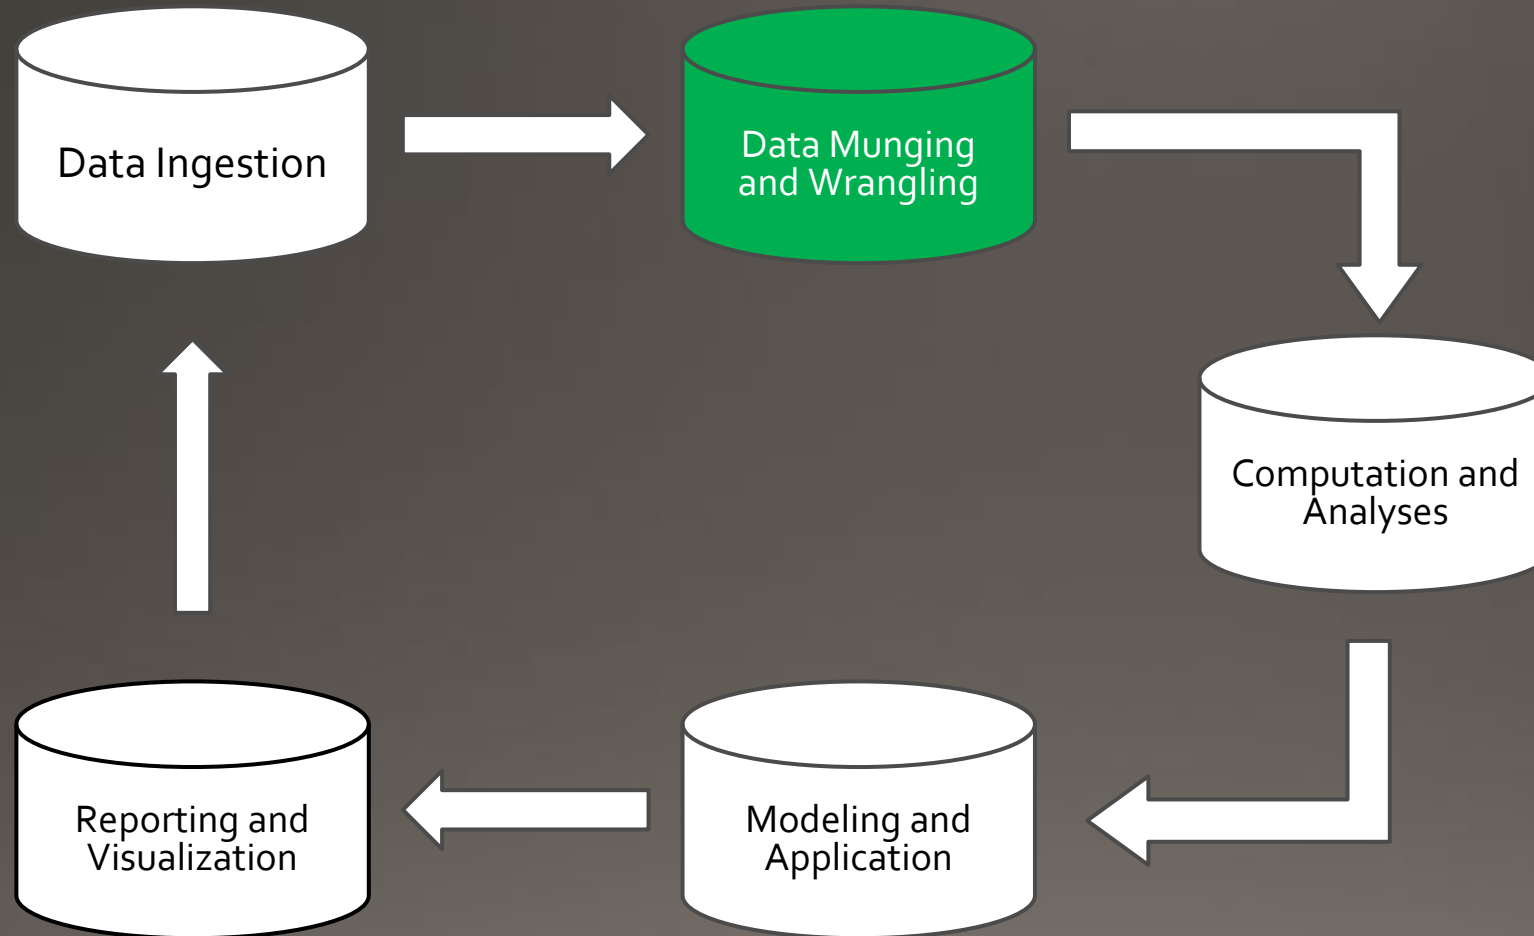 Data Ingestion
Data Munging
and Wrangling
Computation and
Analyses
Modeling and
Application
Reporting and
Visualization